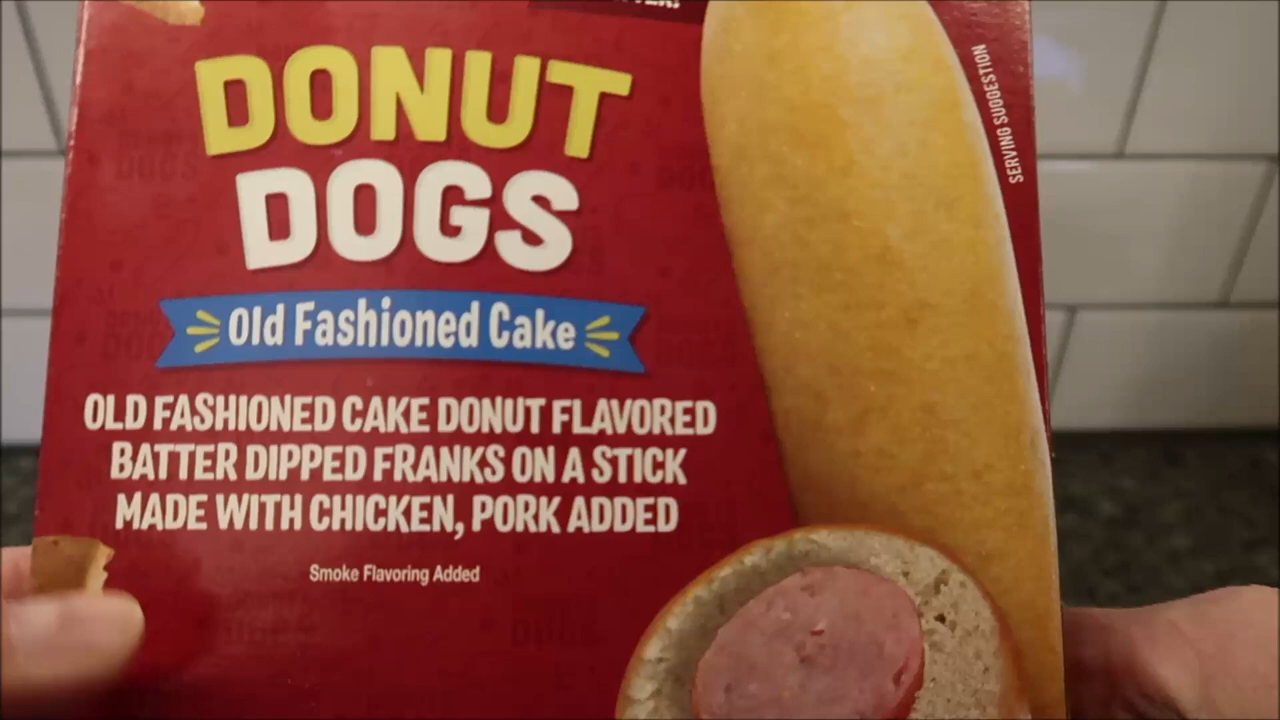 DONUT
DOGS
Old Fashioned Cake
OLD FASHIONED CAKE DONUT FLAVORED
BATTER DIPPED FRANKS ON A STICK
MADE WITH CHICKEN, PORK ADDED
Smoke Flavoring Added
SERVING SUGGESTION